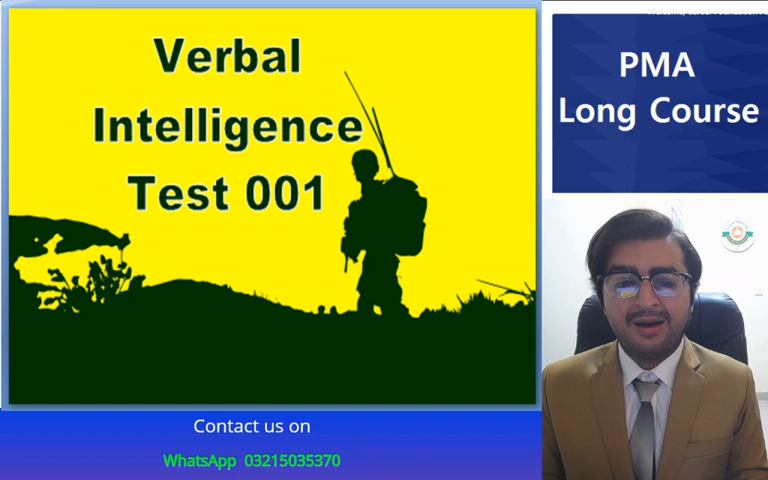 Verbal
Intelligence
Test 001
PMA
Long Course
Contact us on
WhatsApp 03215035370